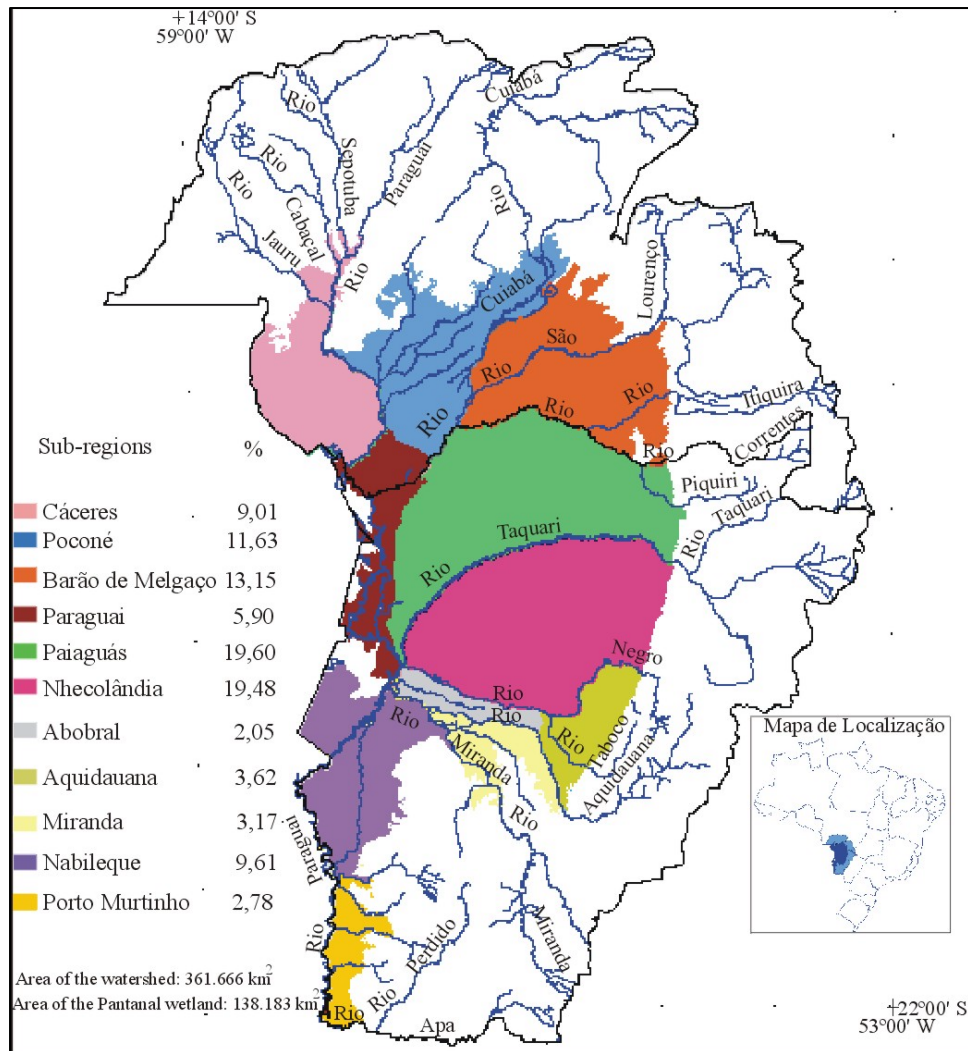 +14°00' S
59°00' W
Cuiabá
Rio
Sepotuba
Paraguai
Rio
Rio
Cabaçal
Rio
Jauru
Rio
Lourenço
Cuiabá
São
Rio
Rio
Rio
Rio
Itiquira
Correntes
Rio
Piquiri
Taquari
Rio
Taquari
Rio
Negro
Rio
Rio
Rio
Rio
Taboco
Miranda
Aquidauana
Rio
Paraguai
Miranda
Perdido
Rio
Rio
Rio
Apa
Sub-regions %
Cáceres 9,01
Poconé 11,63
Barão de Melgaço 13,15
Paraguai 5,90
Paiaguás 19,60
Nhecolândia 19,48
Abobral 2,05
Aquidauana 3,62
Miranda 3,17
Nabileque 9,61
Porto Murtinho 2,78
Area of the watershed: 361.666 km²
Area of the Pantanal wetland: 138.183 km²
Mapa de Localização
+22°00' S
53°00' W